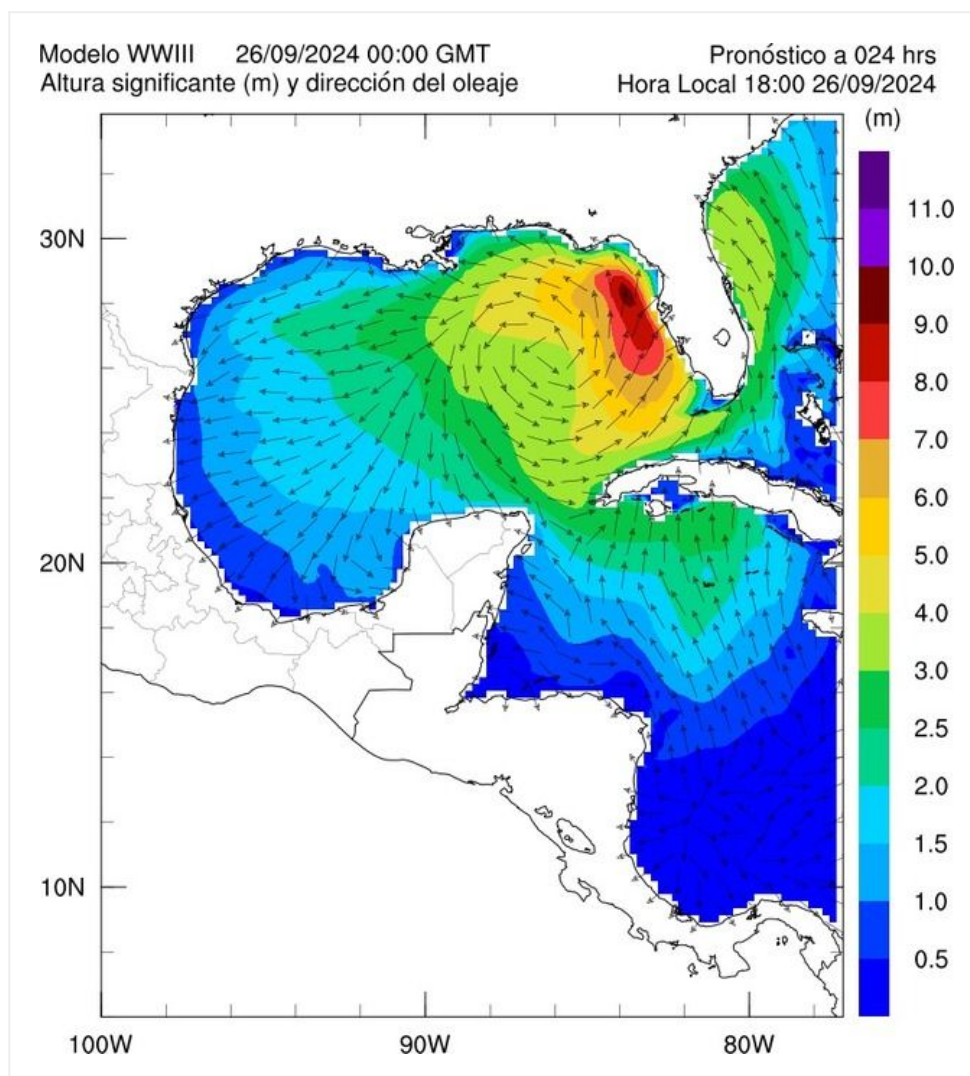 Modelo WWIII 26/09/2024 00:00 GMT
Pronóstico a 024 hrs
Altura significante (m) y dirección del oleaje
Hora Local 18:00 26/09/2024
(m)
11.0
10.0
9.0
8.0
7.0
6.0
5.0
4.0
3.0
2.5
2.0
1.5
1.0
0.5
30N
20N
10N
100W
90W
80W